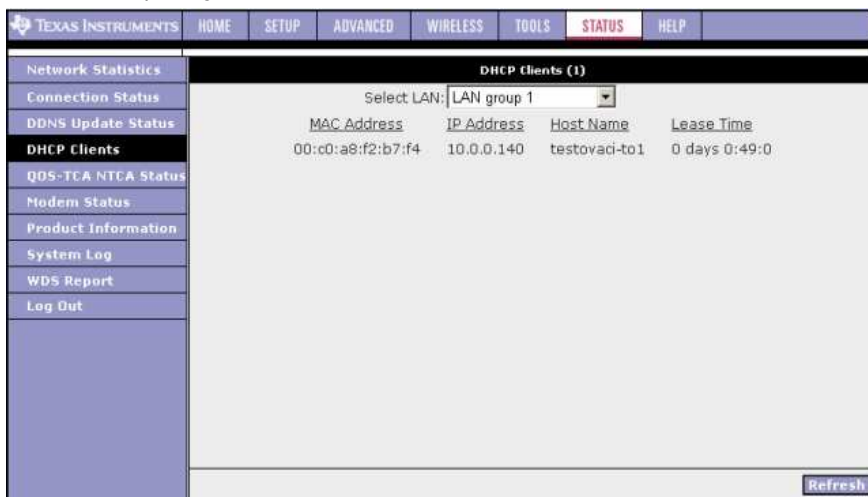 TEXAS INSTRUMENTS HOME SETUP ADVANCED WIRELESS TOOLS STATUS HELP
Network Statistics
Connection Status
DDNS Update Status
DHCP Clients
QOS-TCA NTCA Status
Modem Status
Product Information
System Log
WDS Report
Log Out
DHCP Clients (1)
Select LAN: LAN group 1
MAC Address IP Address Host Name Lease Time
00:c0:a8:f2:b7:f4 10.0.0.140 testovaci-to1 0 days 0:49:0
Refresh